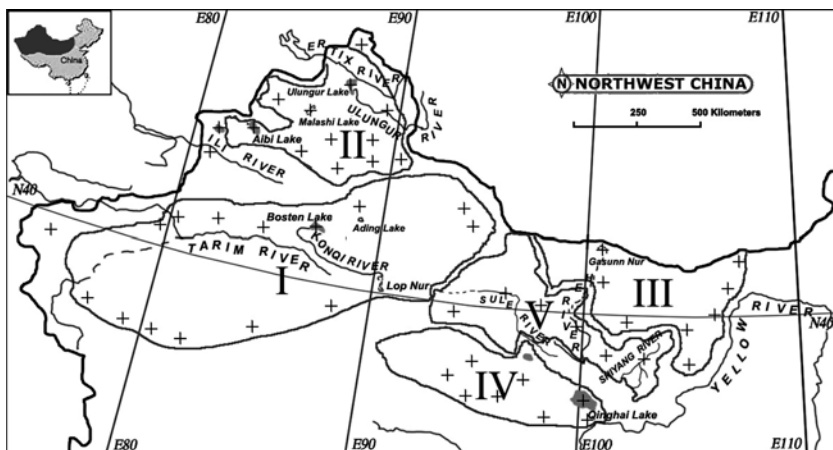 E80
E90
E100
E110
China
ERTIX RIVER
NORTHWEST CHINA
N
250
500 Kilometers
Ulungur Lake
Malashi Lake
ULUNGUR RIVER
Aibi Lake
II
ILI RIVER
N40
Bosten Lake
Ading Lake
KONQI RIVER
TARIM RIVER
I
Lop Nur
Gasunn Nur
III
HEI RIVER
SULE RIVER
V
N40
SHIYANG RIVER
YELLOW RIVER
IV
Qinghai Lake
E80
E90
E100
E110